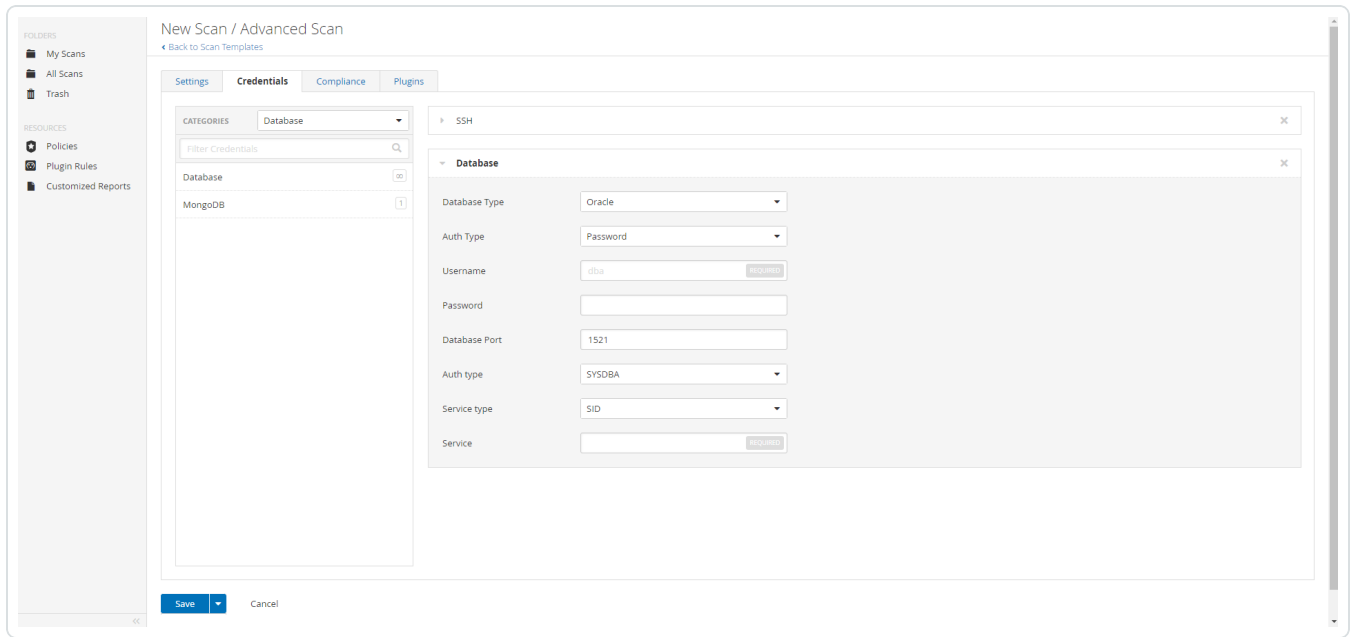 FOLDERS
My Scans
All Scans
Trash
RESOURCES
Policies
Plugin Rules
Customized Reports
New Scan / Advanced Scan
Back to Scan Templates
Settings
Credentials
Compliance
Plugins
CATEGORIES
Database
Filter Credentials
Database
∞
MongoDB
1
SSH
Database
Database Type
Oracle
Auth Type
Password
Username
dba
REQUIRED
Password
Database Port
1521
Auth type
SYSDBA
Service type
SID
Service
REQUIRED
Save
Cancel